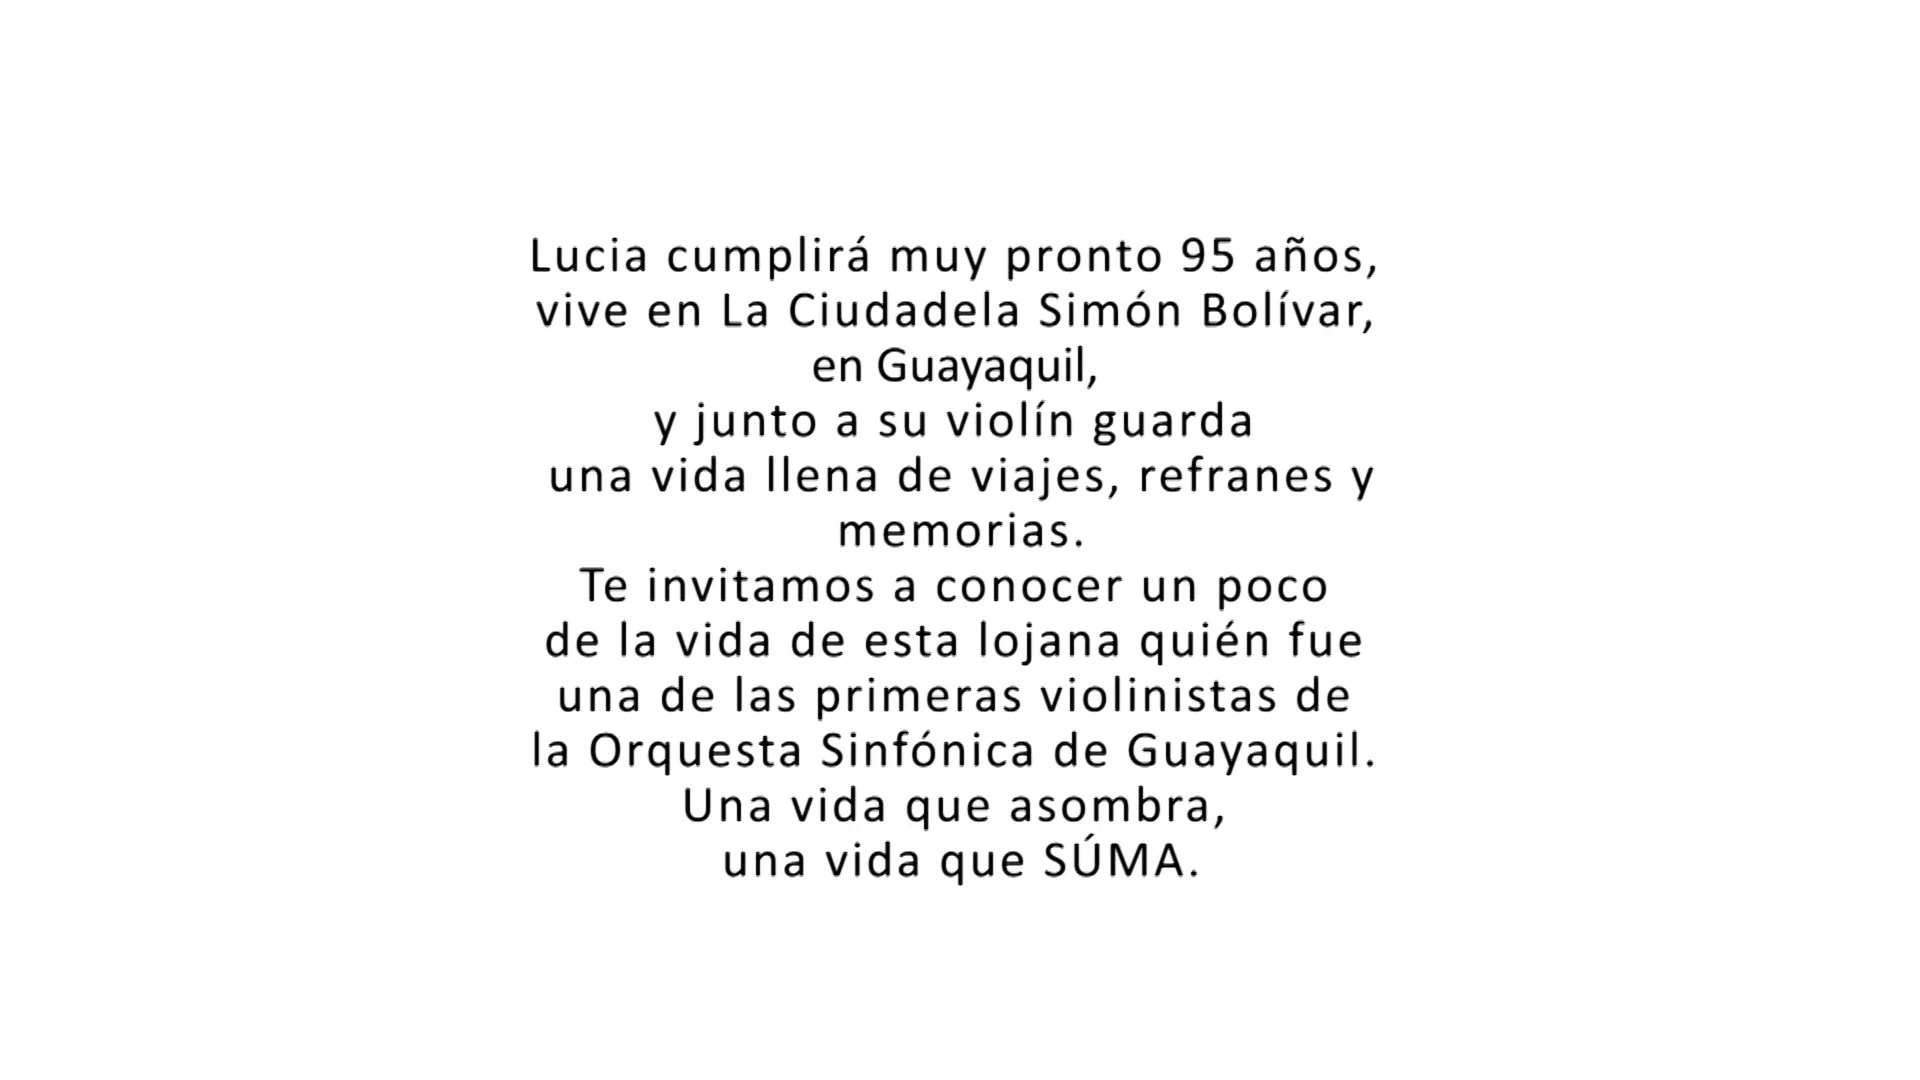 Lucia cumplirá muy pronto 95 años,
vive en La Ciudadela Simón Bolívar,
en Guayaquil,
y junto a su violín guarda
una vida llena de viajes, refranes y
memorias.
Te invitamos a conocer un poco
de la vida de esta lojana quién fue
una de las primeras violinistas de
la Orquesta Sinfónica de Guayaquil.
Una vida que asombra,
una vida que SÚMA.